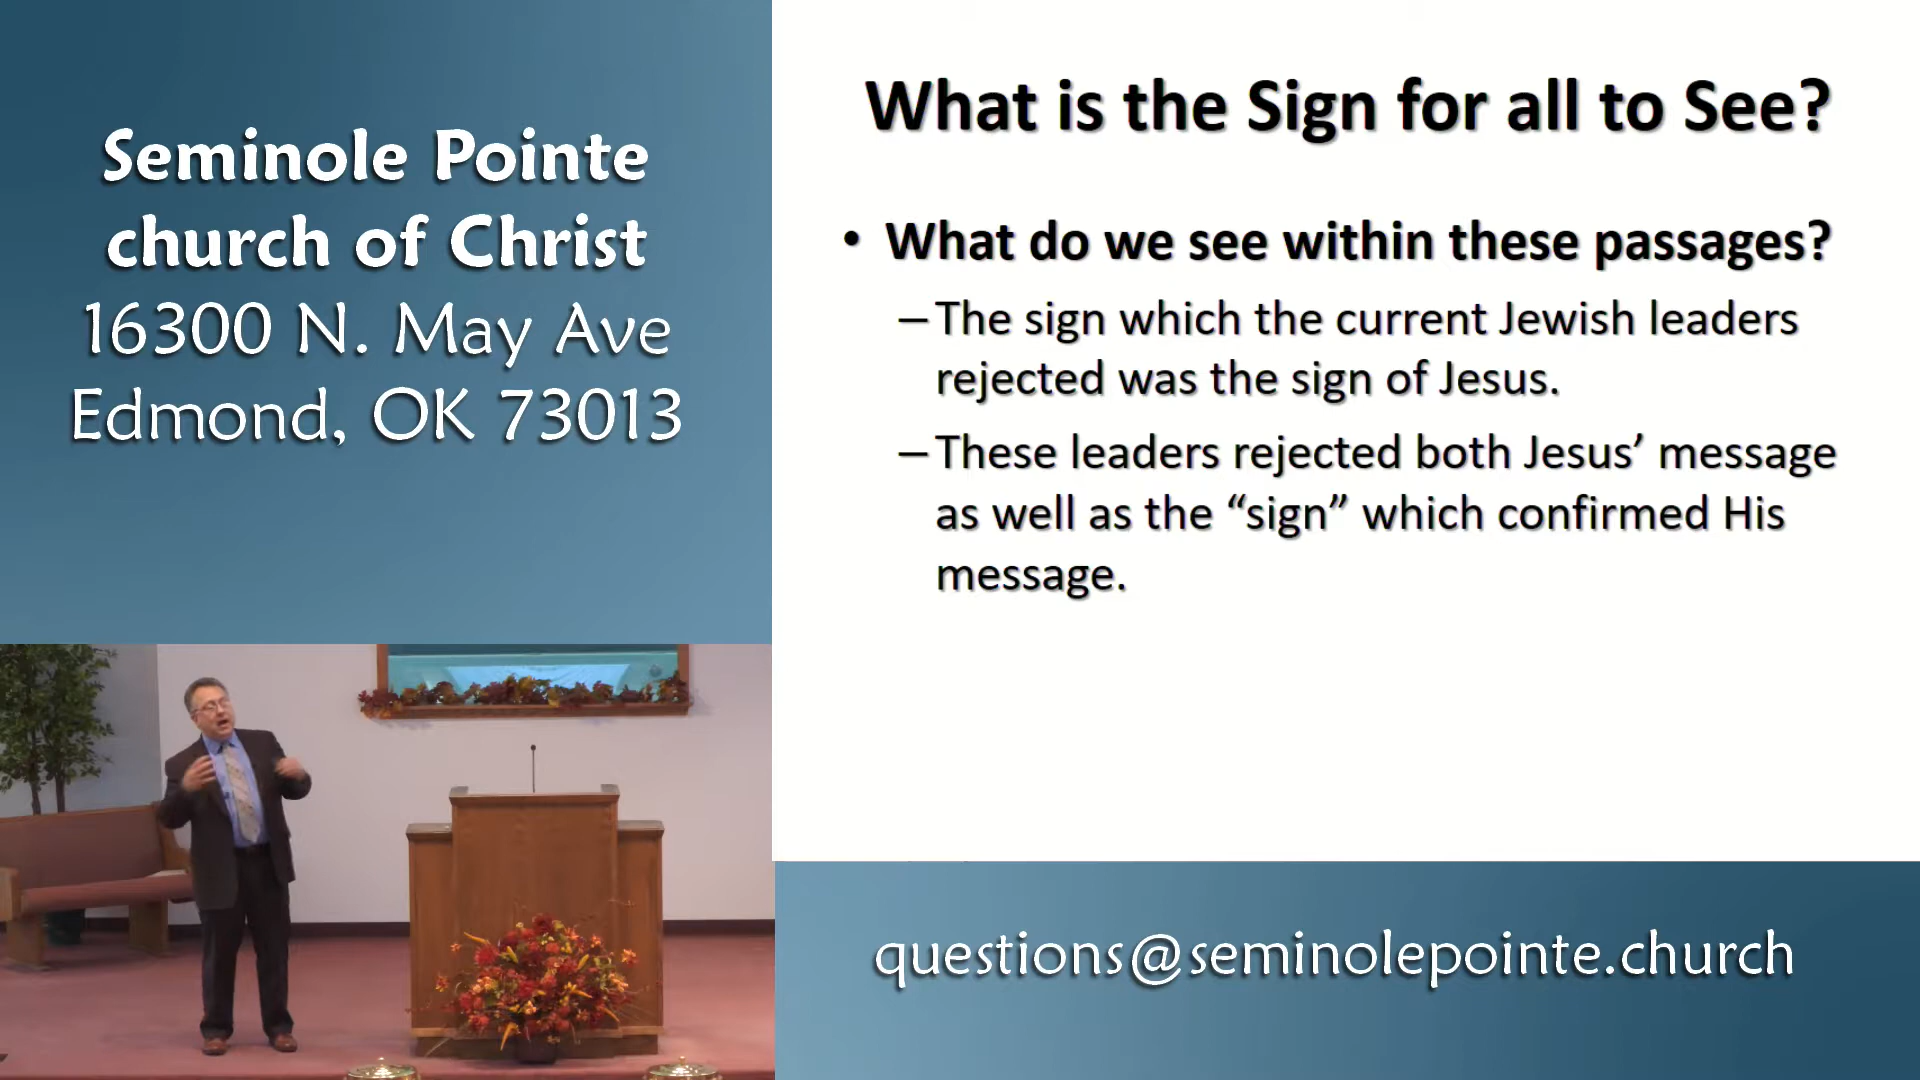 Seminole Pointe
church of Christ
16300 N. May Ave
Edmond, OK 73013
What is the Sign for all to See?
• What do we see within these passages?
– The sign which the current Jewish leaders
rejected was the sign of Jesus.
– These leaders rejected both Jesus’ message
as well as the “sign” which confirmed His
message.
questions@seminolepointe.church